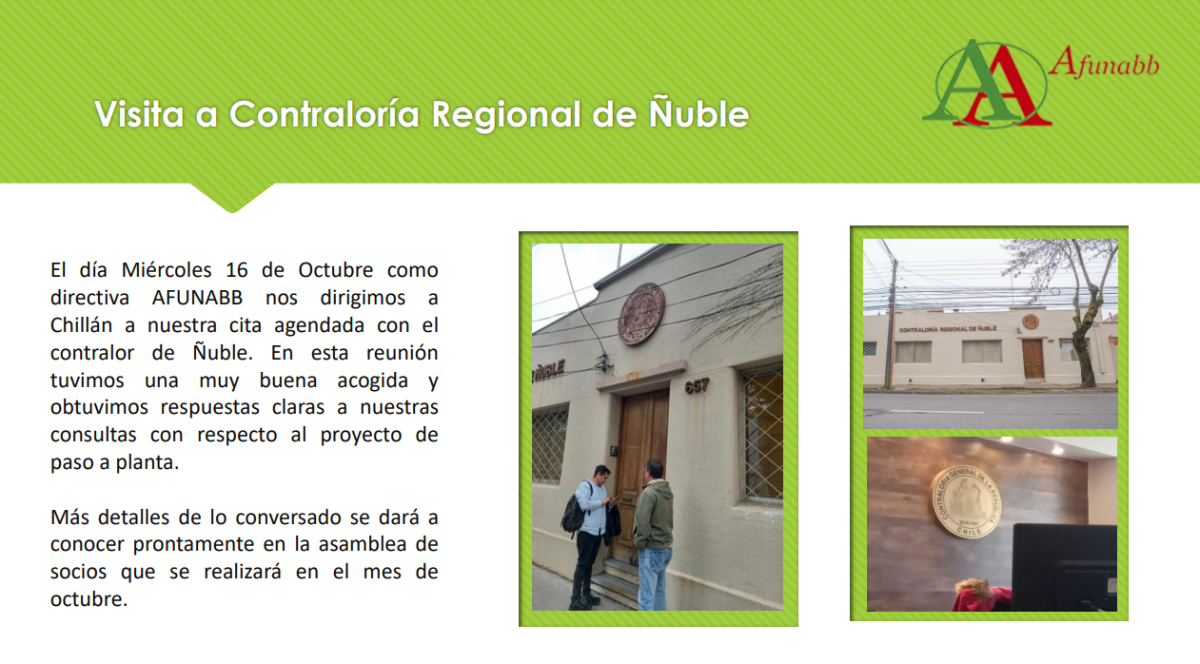 AA Afunabb
Visita a Contraloría Regional de Ñuble
El día Miércoles 16 de Octubre como
directiva AFUNABB nos dirigimos a
Chillán a nuestra cita agendada con el
contralor de Ñuble. En esta reunión
tuvimos una muy buena acogida y
obtuvimos respuestas claras a nuestras
consultas con respecto al proyecto de
paso a planta.
Más detalles de lo conversado se dará a
conocer prontamente en la asamblea de
socios que se realizará en el mes de
octubre.
ÑUBLE
657
CONTRALORÍA REGIONAL DE ÑUBLE
CONTRALORÍA GENERAL DE LA REPÚBLICA
CHILE